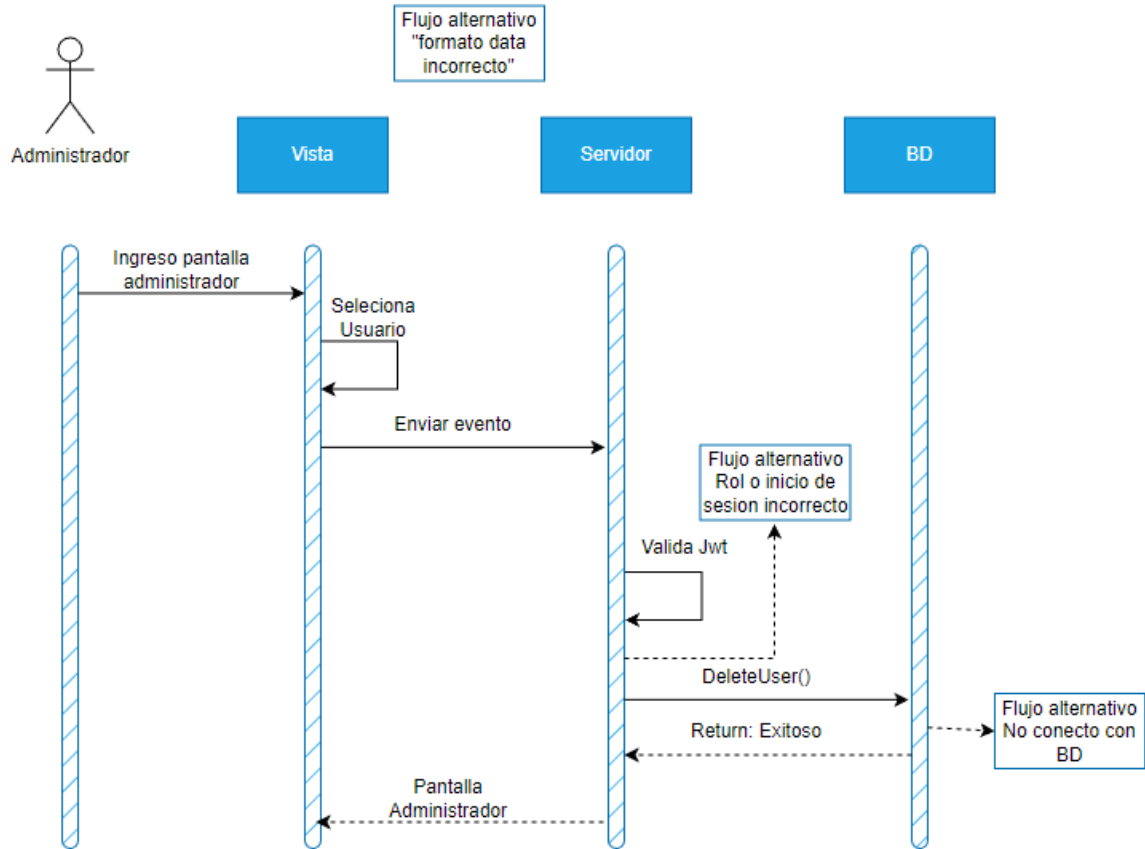 Flujo alternativo
"formato data
incorrecto"
Administrador
Vista
Servidor
BD
Ingreso pantalla
administrador
Seleciona
Usuario
Enviar evento
Flujo alternativo
Rol o inicio de
sesion incorrecto
Valida Jwt
DeleteUser()
Flujo alternativo
No conecto con
BD
Return: Exitoso
Pantalla
Administrador